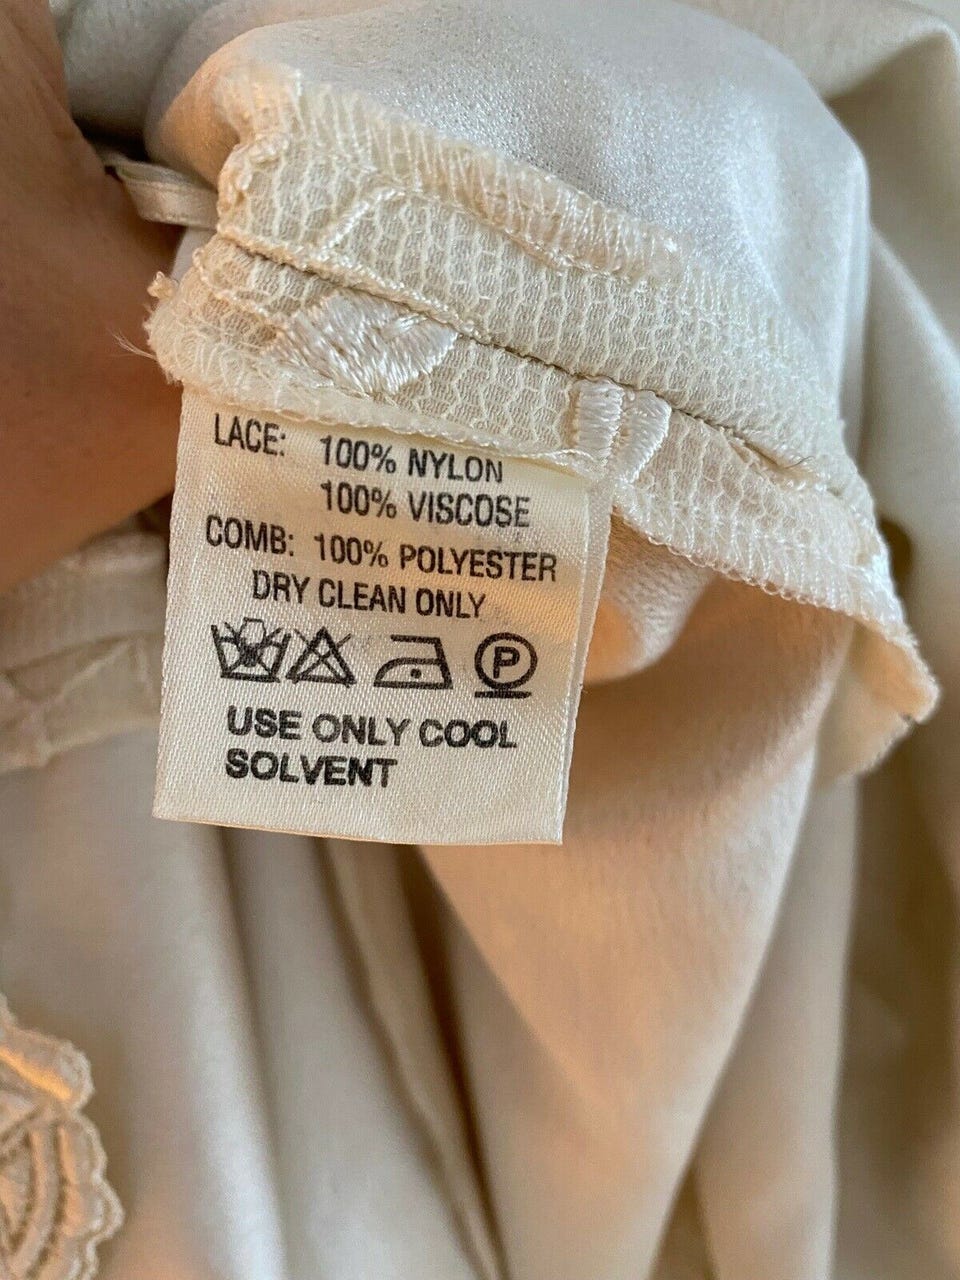 LACE: 100% NYLON
100% VISCOSE
COMB: 100% POLYESTER
DRY CLEAN ONLY
P
USE ONLY COOL
SOLVENT